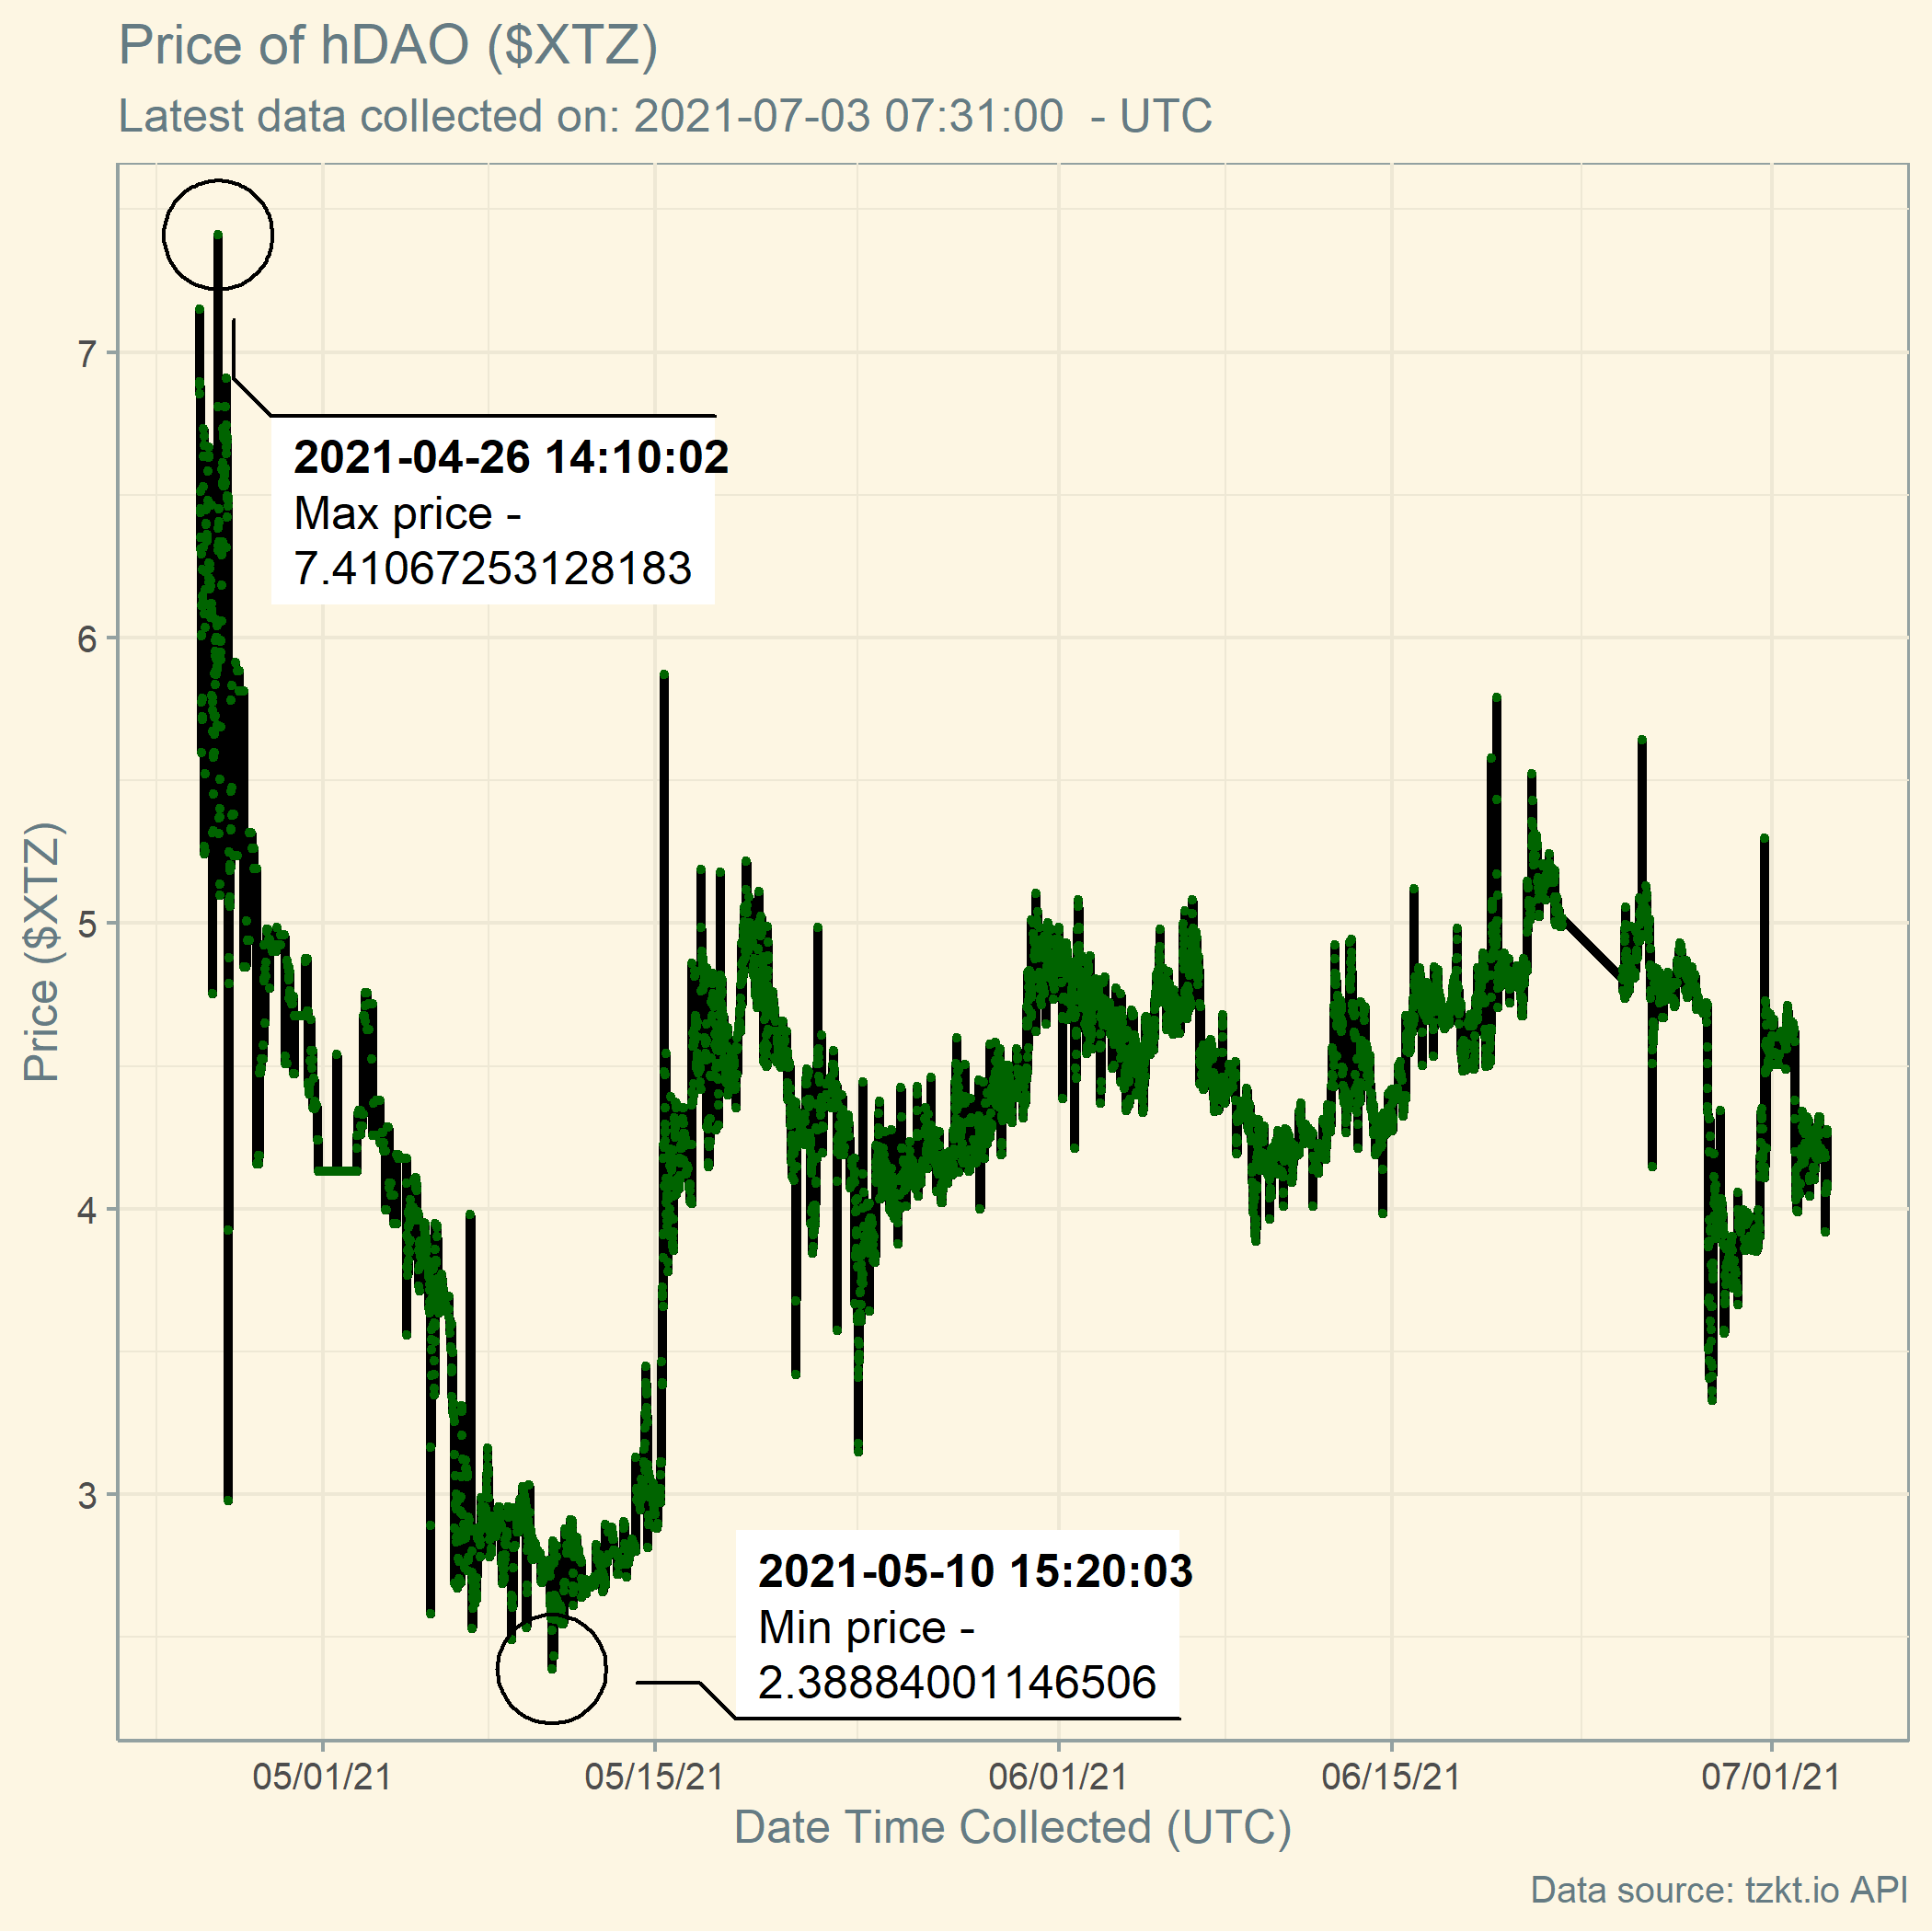 Price of hDAO ($XTZ)
Latest data collected on: 2021-07-03 07:31:00  - UTC
7
6
5
4
3
Price ($XTZ)
2021-04-26 14:10:02
Max price -
7.41067253128183
2021-05-10 15:20:03
Min price -
2.38884001146506
05/01/21 05/15/21 06/01/21 06/15/21 07/01/21
Date Time Collected (UTC)
Data source: tzkt.io API